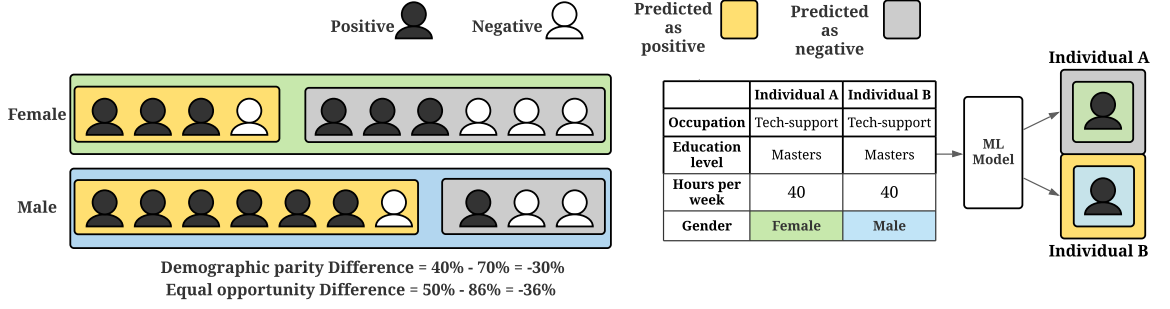 Positive
Negative
Predicted
as
positive
Predicted
as
negative
Female
Male
Demographic parity Difference = 40% - 70% = -30%
Equal opportunity Difference = 50% - 86% = -36%
Individual A Individual B
Occupation Tech-support Tech-support
Education
level Masters Masters
Hours per
week 40 40
Gender Female Male
ML
Model
Individual A
Individual B